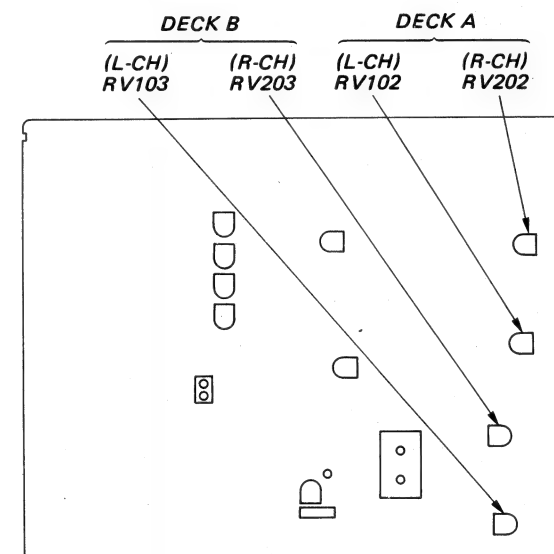 DECK B DECK A
(L-CH) (R-CH) (L-CH) (R-CH)
RV103 RV203 RV102 RV202